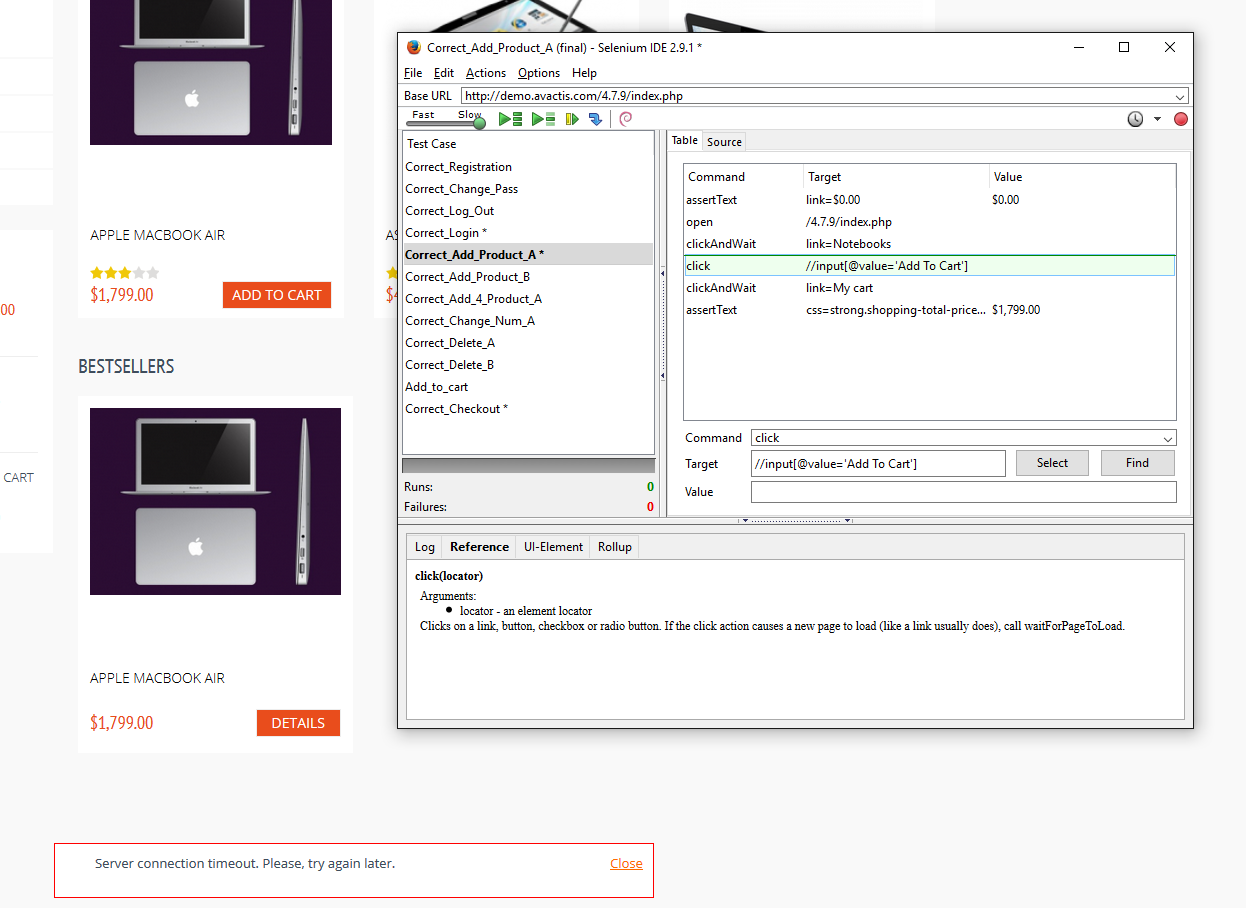 Correct_Add_Product_A (final) - Selenium IDE 2.9.1 *
File Edit Actions Options Help
Base URL http://demo.avactis.com/4.7.9/index.php
Fast Slow
Test Case
Correct_Registration
Correct_Change_Pass
Correct_Log_Out
Correct_Login *
Correct_Add_Product_A *
Correct_Add_Product_B
Correct_Add_4_Product_A
Correct_Change_Num_A
Correct_Delete_A
Correct_Delete_B
Add_to_cart
Correct_Checkout *
Runs: 0
Failures: 0
Table Source
Command Target Value
assertText link=$0.00 $0.00
open /4.7.9/index.php
clickAndWait link=Notebooks
click //input[@value='Add To Cart']
clickAndWait link=My cart
assertText css=strong.shopping-total-price... $1,799.00
Command click
Target //input[@value='Add To Cart'] Select Find
Value
Log Reference UI-Element Rollup
click(locator)
Arguments:
• locator - an element locator
Clicks on a link, button, checkbox or radio button. If the click action causes a new page to load (like a link usually does), call waitForPageToLoad.
APPLE MACBOOK AIR
$1,799.00 ADD TO CART
AS
$4
00
BESTSELLERS
CART
APPLE MACBOOK AIR
$1,799.00 DETAILS
Server connection timeout. Please, try again later. Close